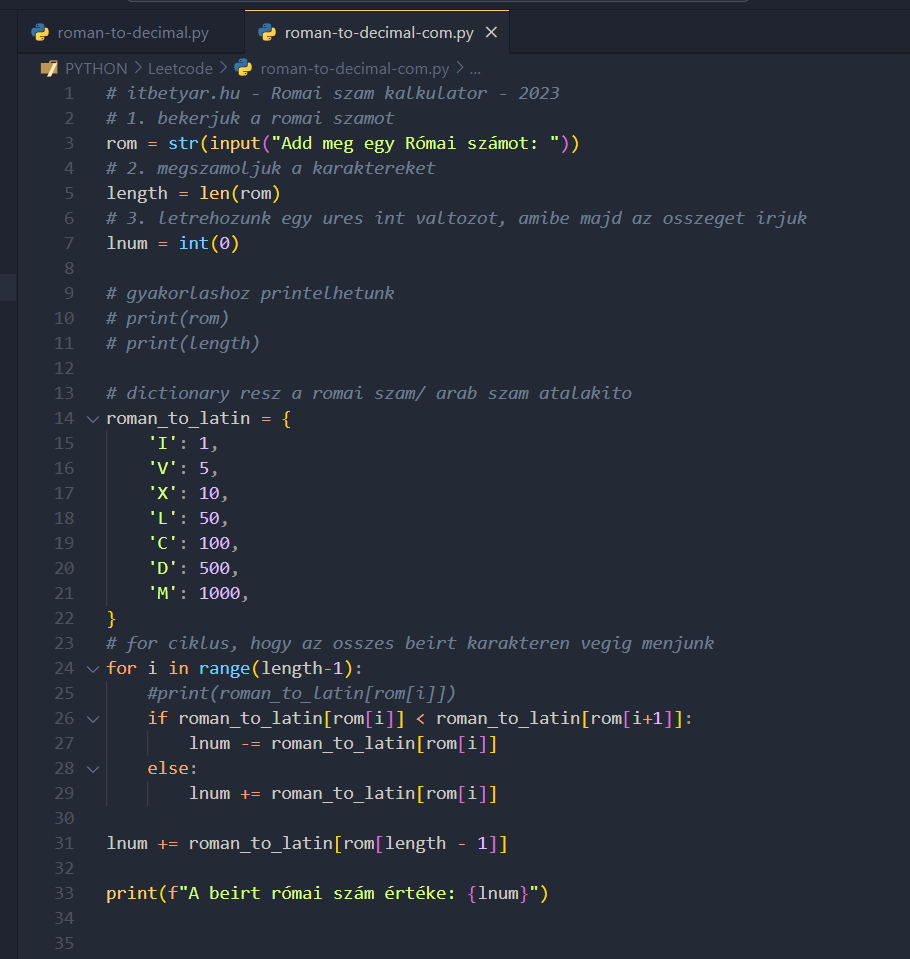 roman-to-decimal.py
roman-to-decimal-com.py
PYTHON > Leetcode > roman-to-decimal-com.py > ...
1 # itbetyar.hu - Romai szam kalkulator - 2023
2 # 1. bekerjuk a romai szamot
3 rom = str(input("Add meg egy Római számot: "))
4 # 2. megszamoljuk a karaktereket
5 length = len(rom)
6 # 3. letrehozunk egy ures int valtozot, amibe majd az osszeget irjuk
7 lnum = int(0)
8
9 # gyakorlashoz printelhetunk
10 # print(rom)
11 # print(length)
12
13 # dictionary resz a romai szam/ arab szam atalakito
14 roman_to_latin = {
15     'I': 1,
16     'V': 5,
17     'X': 10,
18     'L': 50,
19     'C': 100,
20     'D': 500,
21     'M': 1000,
22 }
23 # for ciklus, hogy az osszes beirt karakteren vegig menjunk
24 for i in range(length-1):
25     #print(roman_to_latin[rom[i]])
26     if roman_to_latin[rom[i]] < roman_to_latin[rom[i+1]]:
27         lnum -= roman_to_latin[rom[i]]
28     else:
29         lnum += roman_to_latin[rom[i]]
30
31 lnum += roman_to_latin[rom[length - 1]]
32
33 print(f"A beirt római szám értéke: {lnum}")
34
35